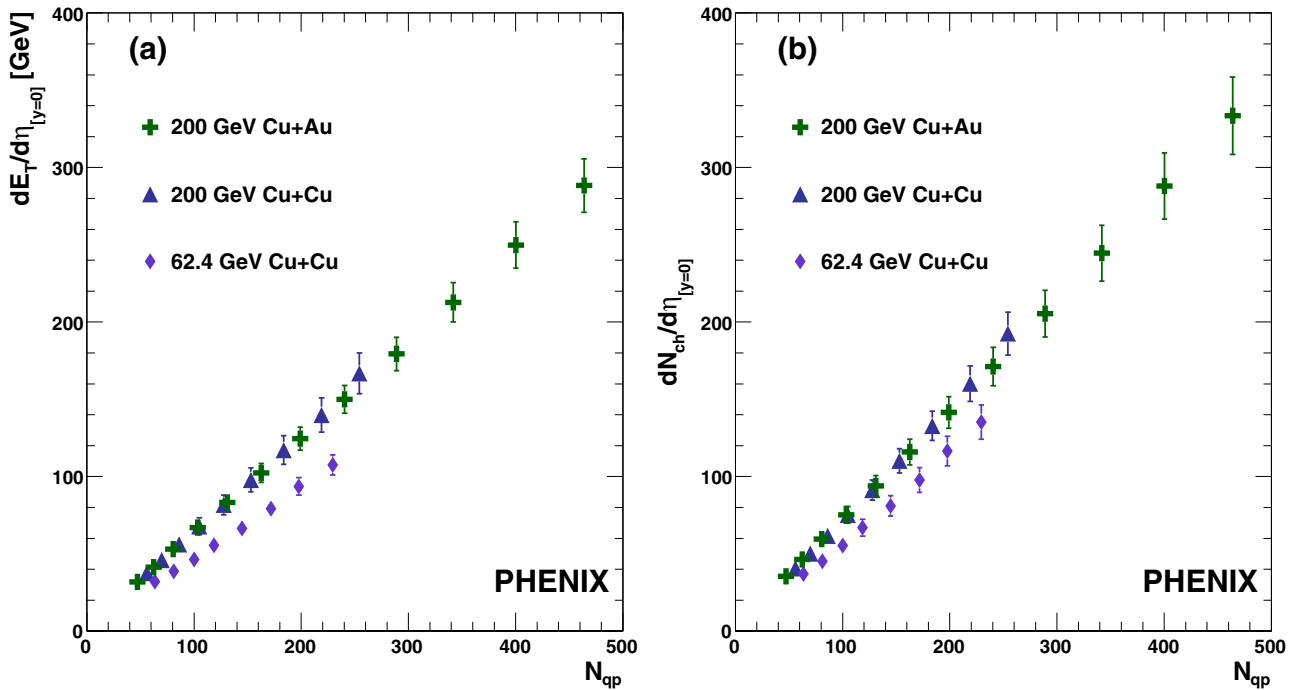 (a)
dE_T/dη_[y=0] [GeV]
400
300
200
100
0
200 GeV Cu+Au
200 GeV Cu+Cu
62.4 GeV Cu+Cu
PHENIX
0 100 200 300 400 500
N_qp
(b)
dN_ch/dη_[y=0]
400
300
200
100
0
200 GeV Cu+Au
200 GeV Cu+Cu
62.4 GeV Cu+Cu
PHENIX
0 100 200 300 400 500
N_qp